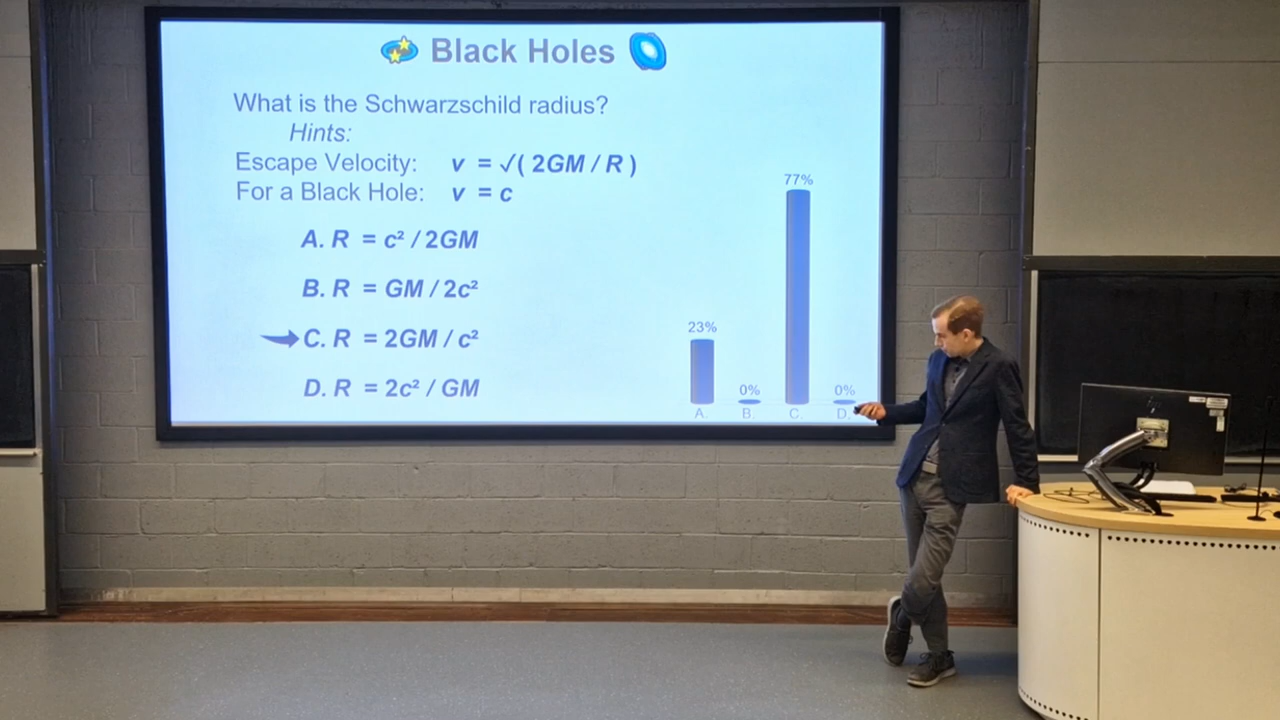 Black Holes
What is the Schwarzschild radius?
Hints:
Escape Velocity: v = √( 2GM / R )
For a Black Hole: v = c
A. R = c² / 2GM
B. R = GM / 2c²
C. R = 2GM / c²
D. R = 2c² / GM
77%
23%
0%
0%
A. B. C. D.